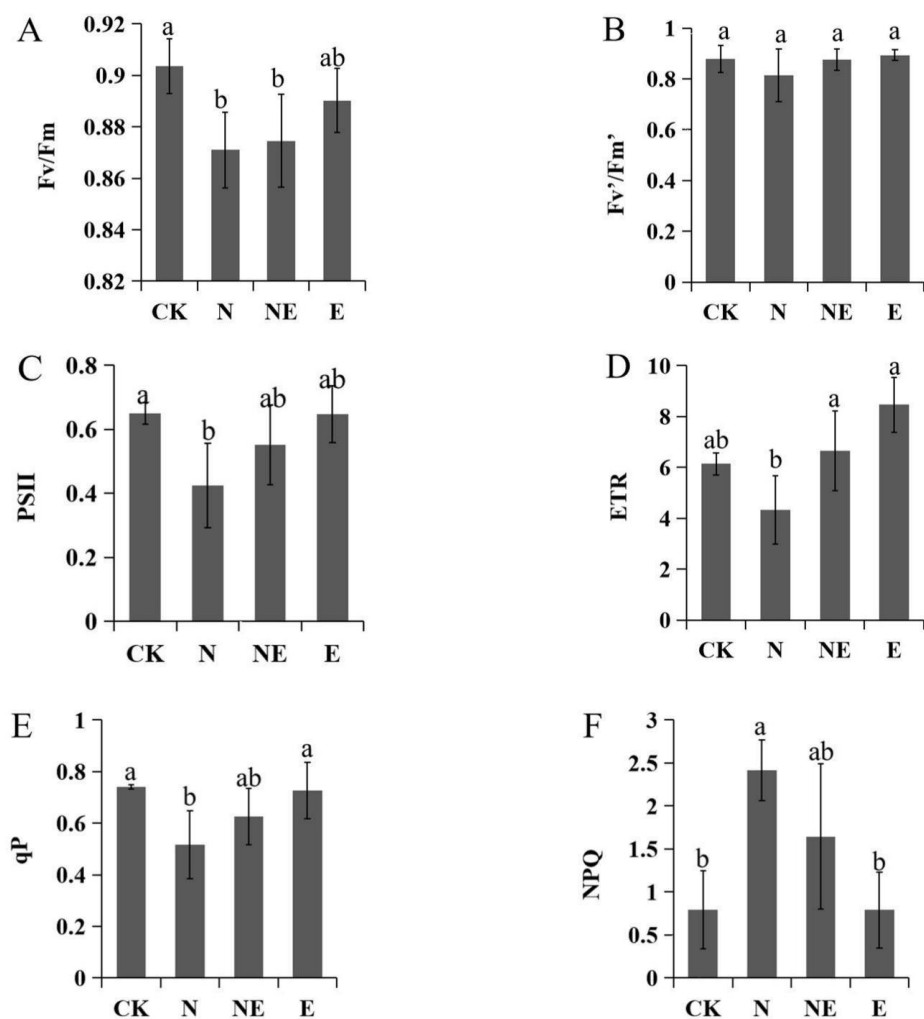 A
Fv/Fm
0.92
0.9
0.88
0.86
0.84
0.82
a
b
b
ab
CK N NE E
B
Fv’/Fm’
1
0.8
0.6
0.4
0.2
0
a
a
a
a
CK N NE E
C
PSII
0.8
0.6
0.4
0.2
0
a
b
ab
ab
CK N NE E
D
ETR
10
8
6
4
2
0
ab
b
a
a
CK N NE E
E
qP
1
0.8
0.6
0.4
0.2
0
a
b
ab
a
CK N NE E
F
NPQ
3
2.5
2
1.5
1
0.5
0
b
a
ab
b
CK N NE E